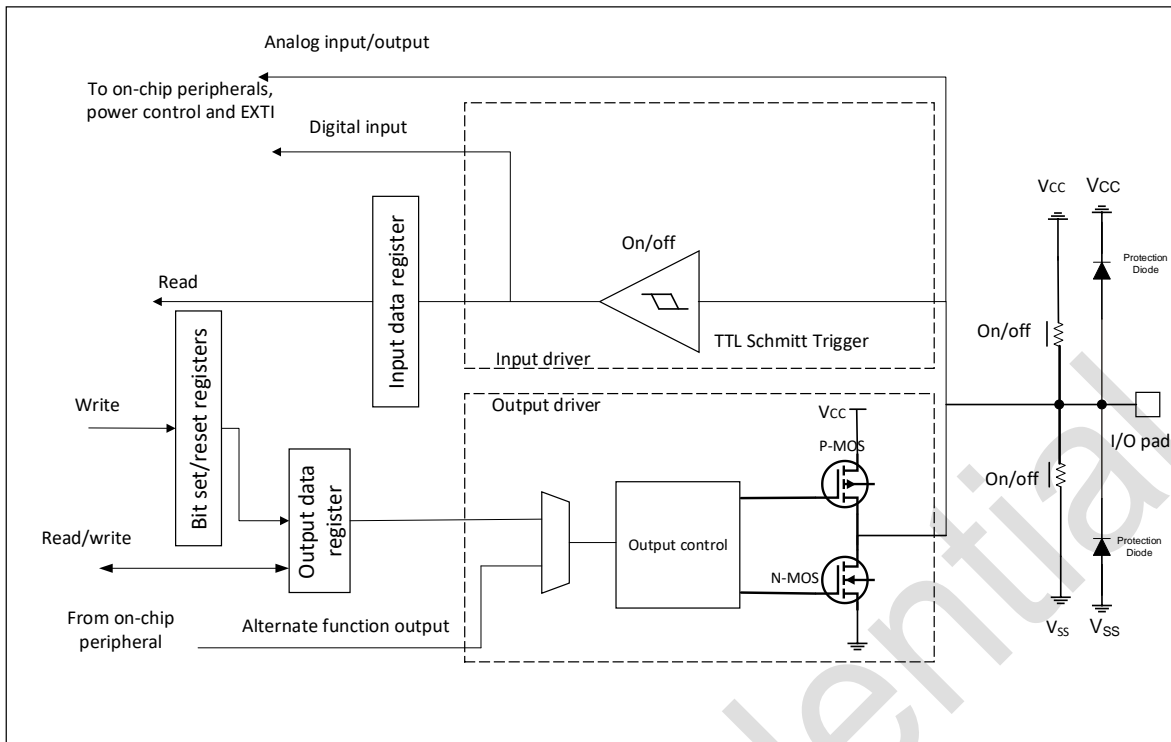 Analog input/output
To on-chip peripherals,
power control and EXTI
Digital input
On/off
Read
Input data register
TTL Schmitt Trigger
Input driver
Vcc
VCC
Protection
Diode
On/off
Bit set/reset registers
Write
Output driver
Vcc
P-MOS
I/O pad
On/off
Output data
register
Read/write
Output control
N-MOS
Protection
Diode
From on-chip
peripheral
Alternate function output
VSS
VSS